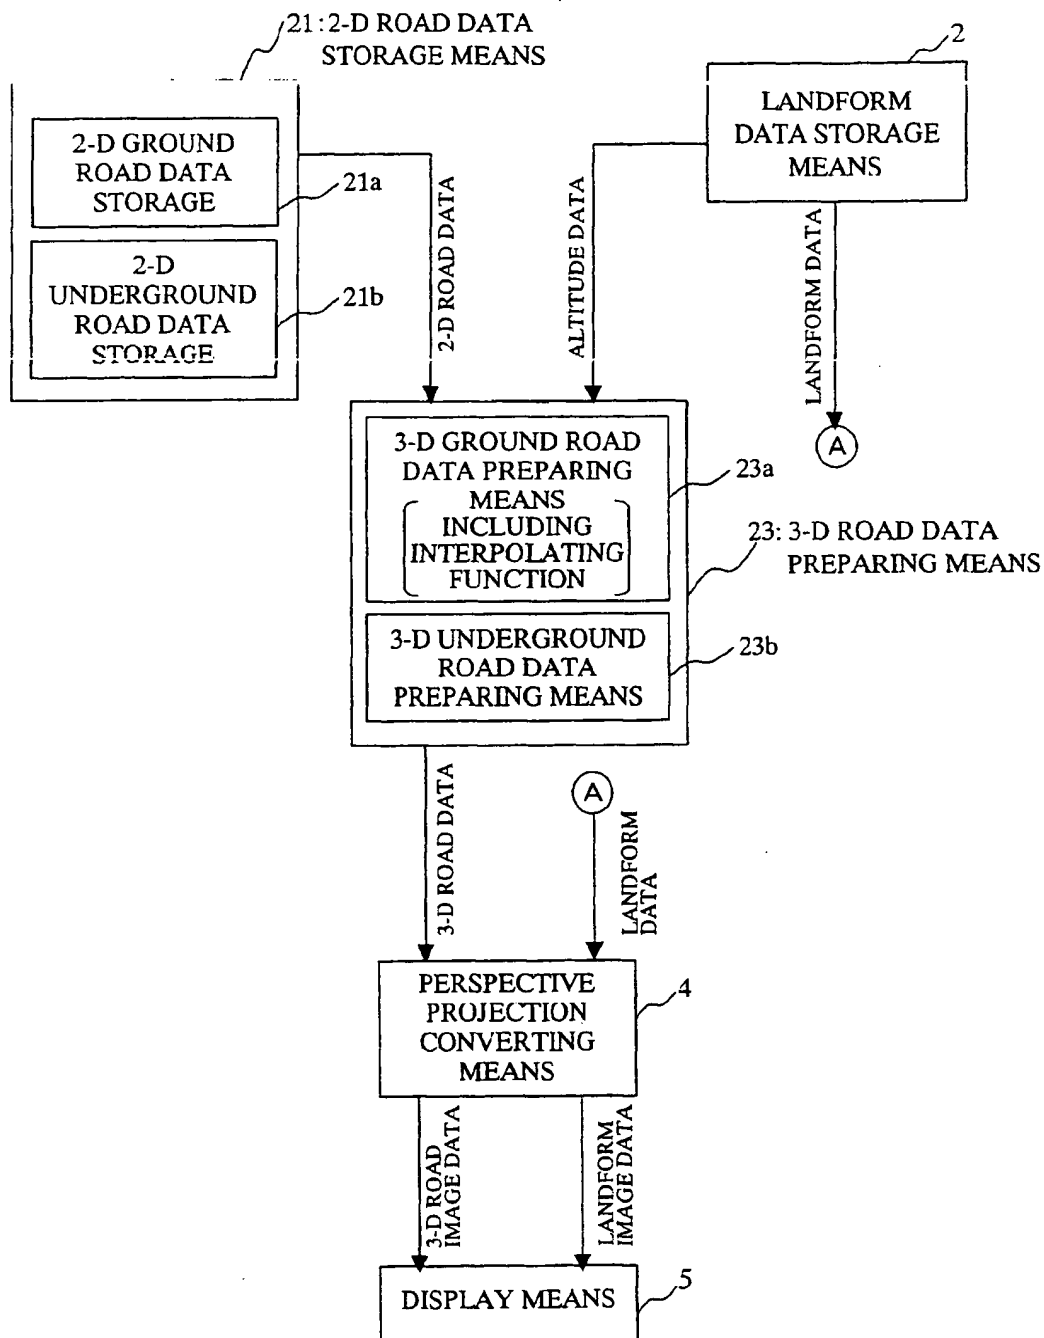 21: 2-D ROAD DATA
STORAGE MEANS
2
2-D GROUND
ROAD DATA
STORAGE
21a
2-D
UNDERGROUND
ROAD DATA
STORAGE
21b
LANDFORM
DATA STORAGE
MEANS
2-D ROAD DATA
ALTITUDE DATA
LANDFORM DATA
A
3-D GROUND ROAD
DATA PREPARING
MEANS
INCLUDING
INTERPOLATING
FUNCTION
23a
23: 3-D ROAD DATA
PREPARING MEANS
3-D UNDERGROUND
ROAD DATA
PREPARING MEANS
23b
3-D ROAD DATA
A
LANDFORM
DATA
PERSPECTIVE
PROJECTION
CONVERTING
MEANS
4
3-D ROAD
IMAGE DATA
LANDFORM
IMAGE DATA
DISPLAY MEANS
5